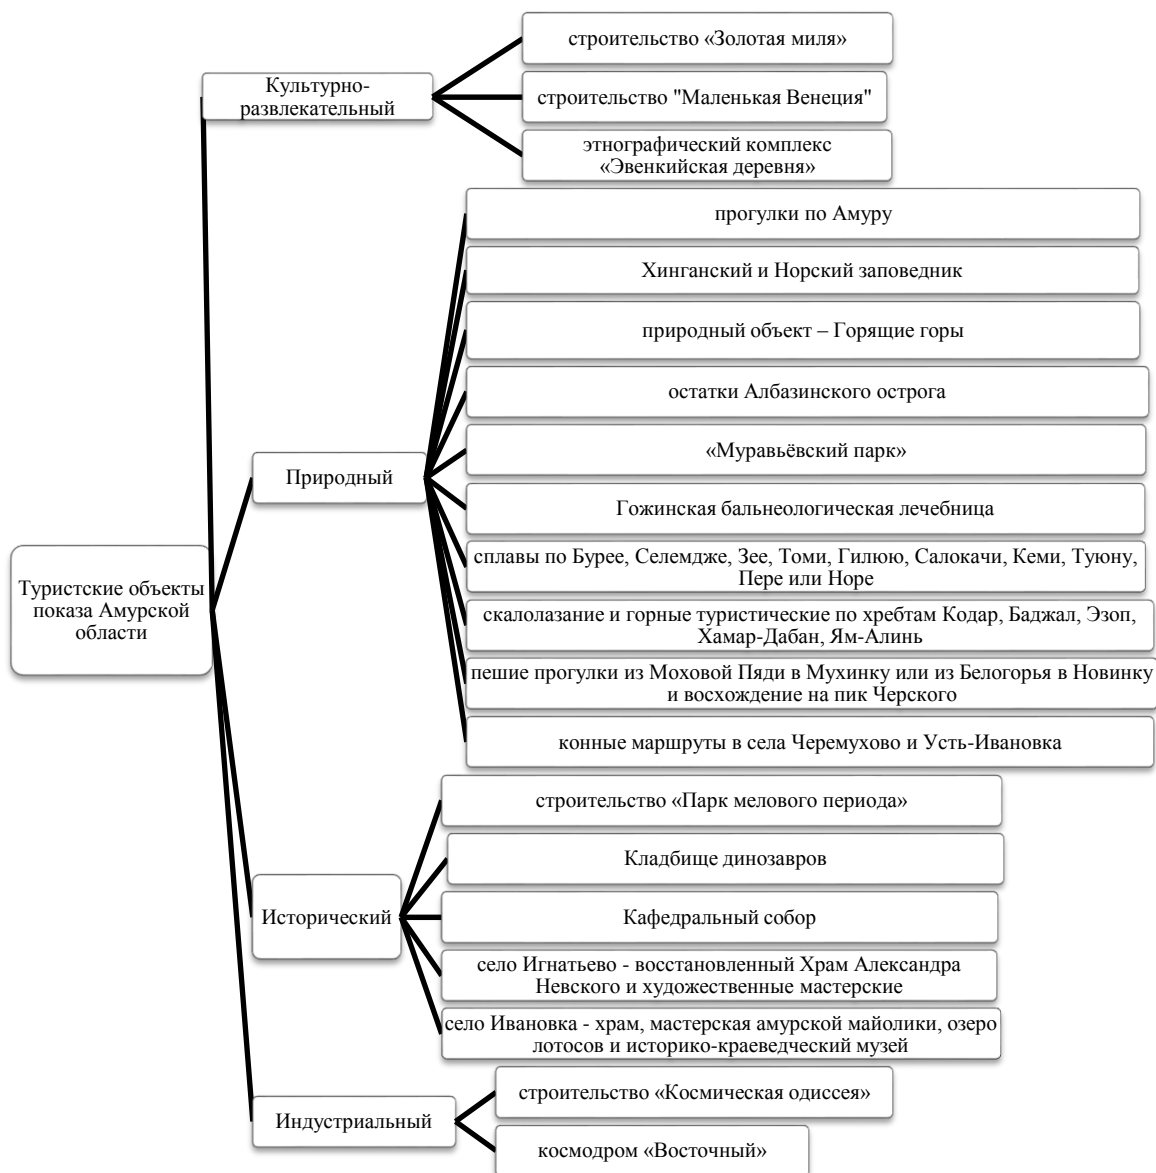 Туристские объекты
показа Амурской
области
Культурно-
развлекательный
строительство «Золотая миля»
строительство "Маленькая Венеция"
этнографический комплекс
«Эвенкийская деревня»
Природный
прогулки по Амуру
Хинганский и Норский заповедник
природный объект – Горящие горы
остатки Албазинского острога
«Муравьёвский парк»
Гожинская бальнеологическая лечебница
сплавы по Бурее, Селемдже, Зее, Томи, Гилюю, Салокачи, Кеми, Туюну,
Пере или Норе
скалолазание и горные туристические по хребтам Кодар, Баджал, Эзоп,
Хамар-Дабан, Ям-Алинь
пешие прогулки из Моховой Пяди в Мухинку или из Белогорья в Новинку
и восхождение на пик Черского
конные маршруты в села Черемухово и Усть-Ивановка
Исторический
строительство «Парк мелового периода»
Кладбище динозавров
Кафедральный собор
село Игнатьево - восстановленный Храм Александра
Невского и художественные мастерские
село Ивановка - храм, мастерская амурской майолики, озеро
лотосов и историко-краеведческий музей
Индустриальный
строительство «Космическая одиссея»
космодром «Восточный»